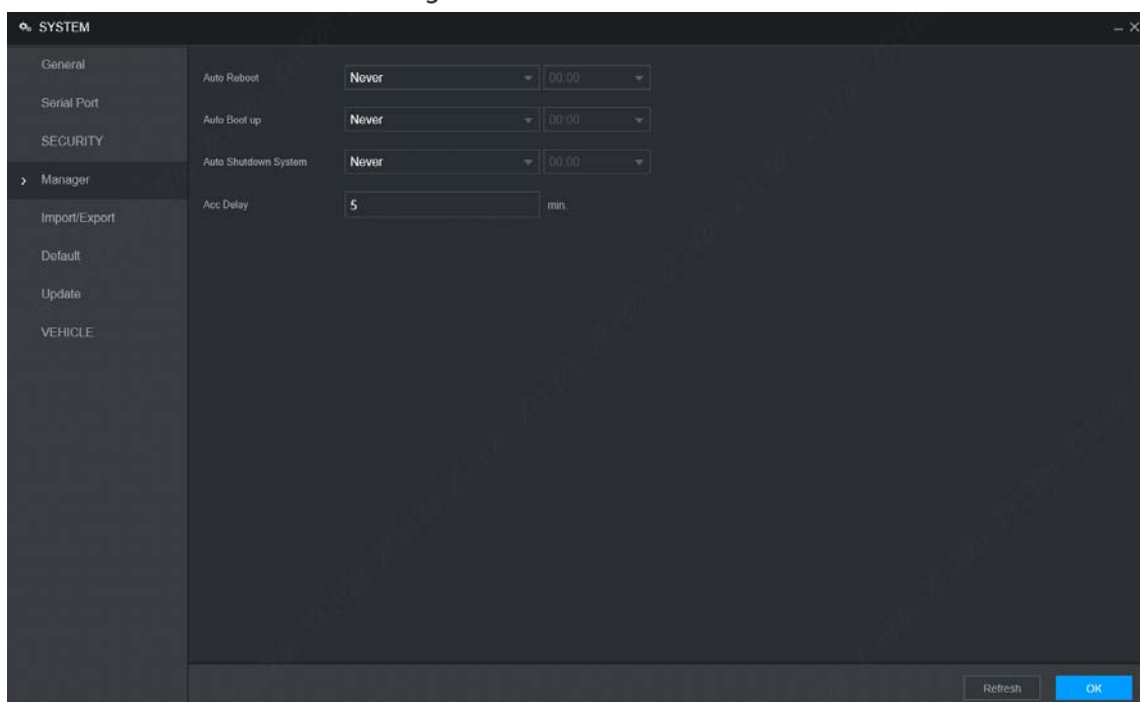 SYSTEM
General
Serial Port
SECURITY
Manager
Import/Export
Default
Update
VEHICLE
Auto Reboot Never 00:00
Auto Boot up Never 00:00
Auto Shutdown System Never 00:00
Acc Delay 5 min.
Refresh OK